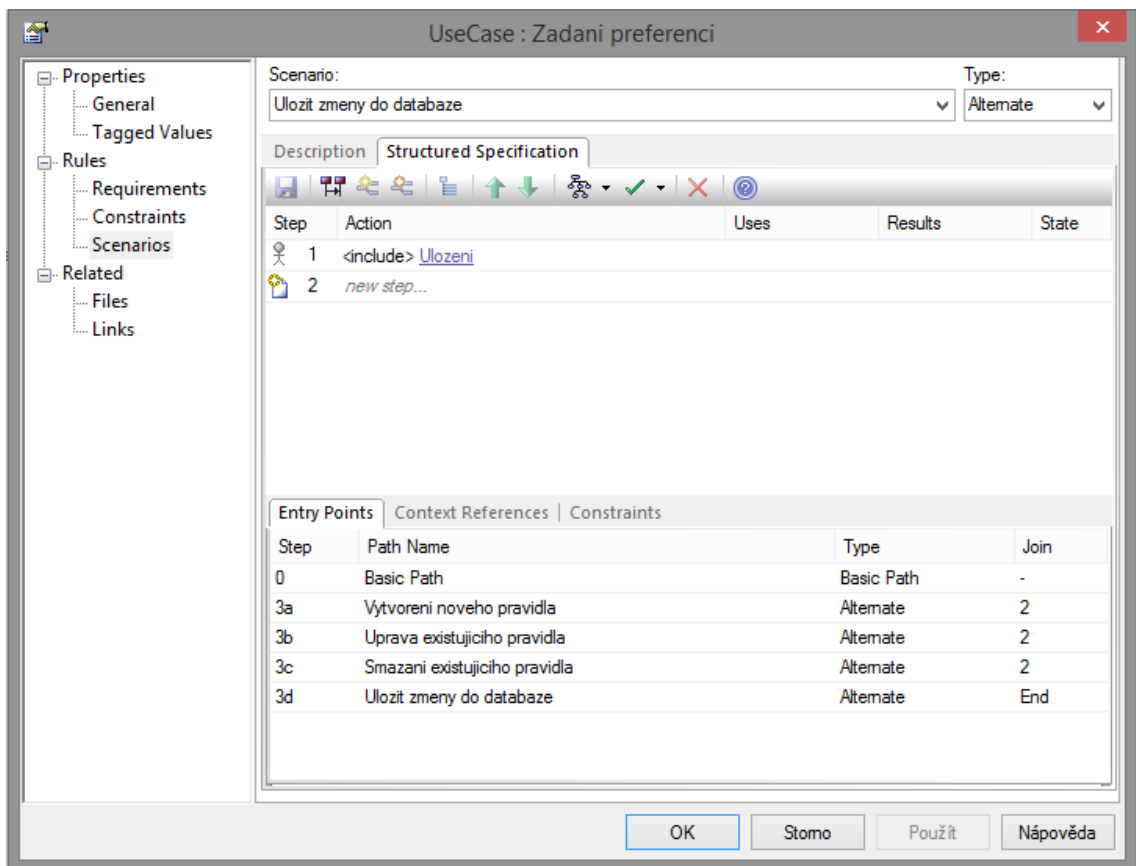 UseCase : Zadani preferenci
Properties
General
Tagged Values
Rules
Requirements
Constraints
Scenarios
Related
Files
Links
Scenario: Type:
Ulozit zmeny do databaze Alternate
Description Structured Specification
Step Action Uses Results State
1 <include> Ulozeni
2 new step...
Entry Points Context References | Constraints
Step Path Name Type Join
0 Basic Path Basic Path -
3a Vytvoreni noveho pravidla Alternate 2
3b Uprava existujiciho pravidla Alternate 2
3c Smazani existujiciho pravidla Alternate 2
3d Ulozit zmeny do databaze Alternate End
OK Storno Použít Nápověda